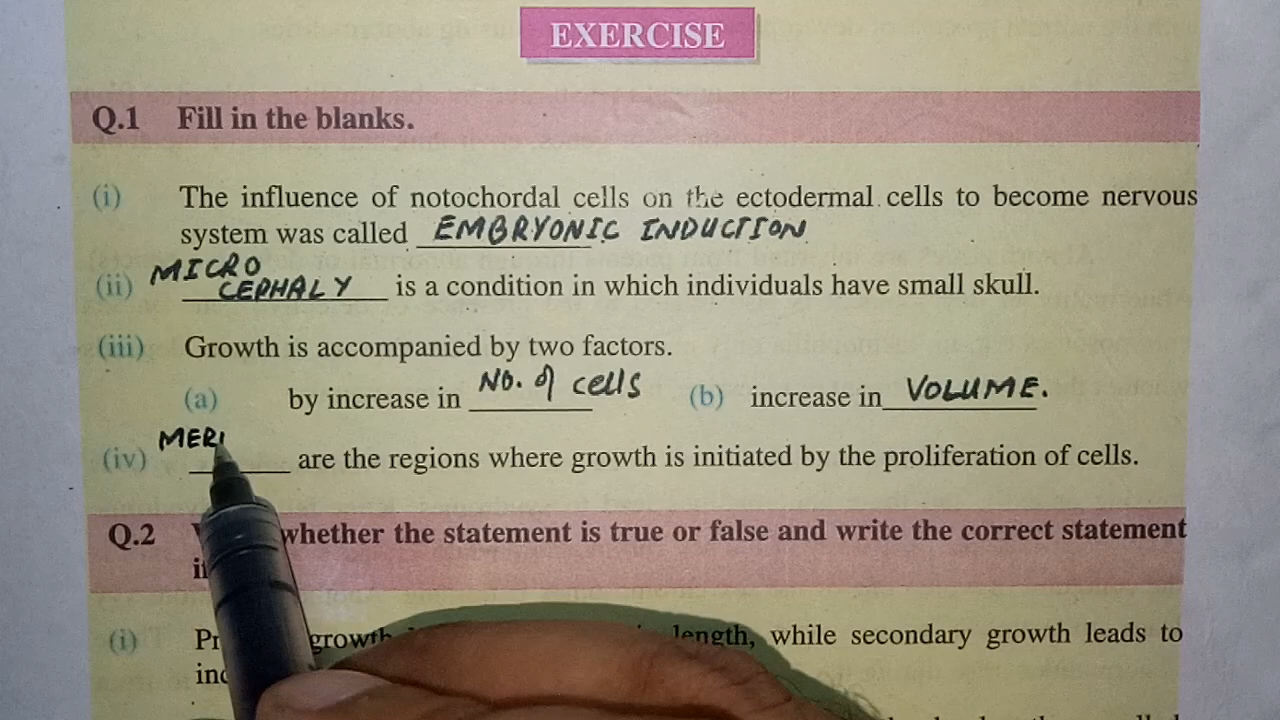 EXERCISE
Q.1 Fill in the blanks.
(i) The influence of notochordal cells on the ectodermal cells to become nervous
system was called EMBRYONIC INDUCTION
MICRO
(ii) CEPHALY is a condition in which individuals have small skull.
(iii) Growth is accompanied by two factors.
(a) by increase in NO. of cells (b) increase in VOLUME.
MERI
(iv) ______ are the regions where growth is initiated by the proliferation of cells.
Q.2 whether the statement is true or false and write the correct statement
(i) growth length, while secondary growth leads to